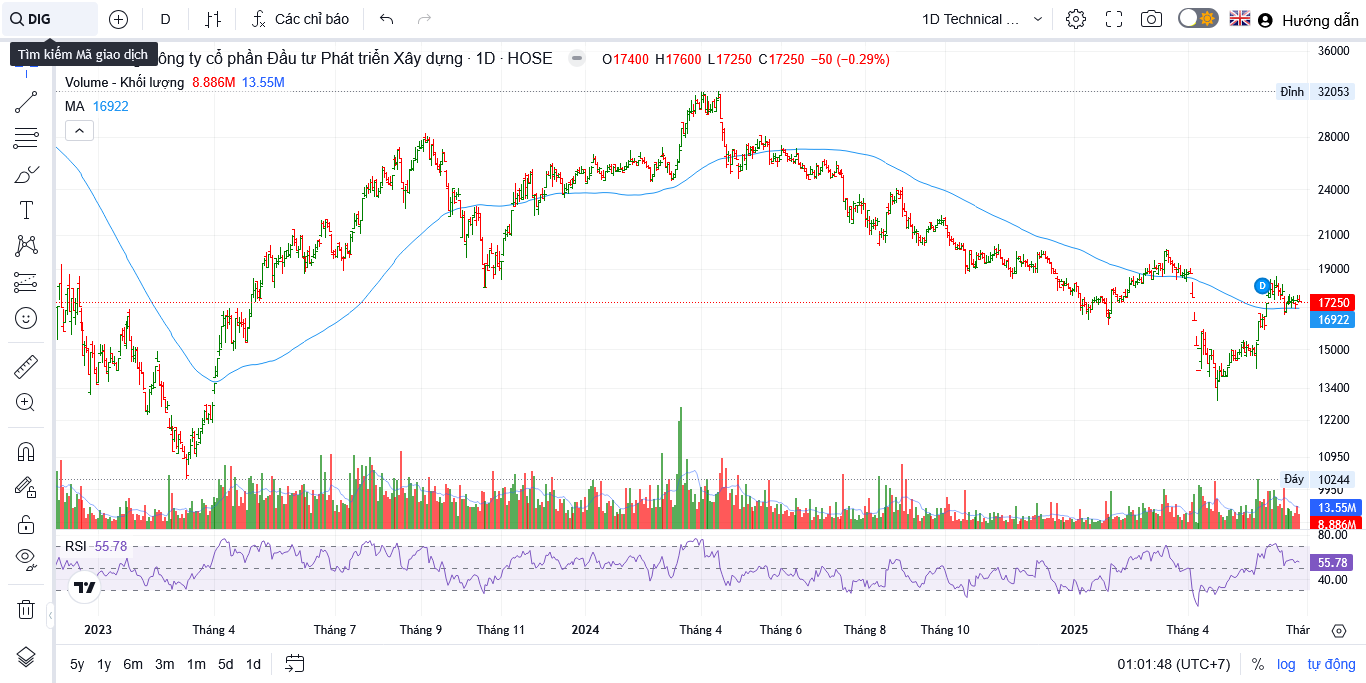 DIG
D
Các chỉ báo
1D Technical ...
Hướng dẫn
Tìm kiếm Mã giao dịch
ông ty cổ phần Đầu tư Phát triển Xây dựng · 1D · HOSE
O17400 H17600 L17250 C17250 −50 (−0.29%)
Volume - Khối lượng 8.886M 13.55M
MA 16922
36000
Đỉnh 32053
28000
24000
21000
19000
D
17250
16922
15000
13400
12200
10950
Đáy 10244
9950
13.55M
8.886M
80.00
RSI 55.78
55.78
40.00
2023 Tháng 4 Tháng 7 Tháng 9 Tháng 11 2024 Tháng 4 Tháng 6 Tháng 8 Tháng 10 2025 Tháng 4 Thár
5y 1y 6m 3m 1m 5d 1d
01:01:48 (UTC+7) % log tự động